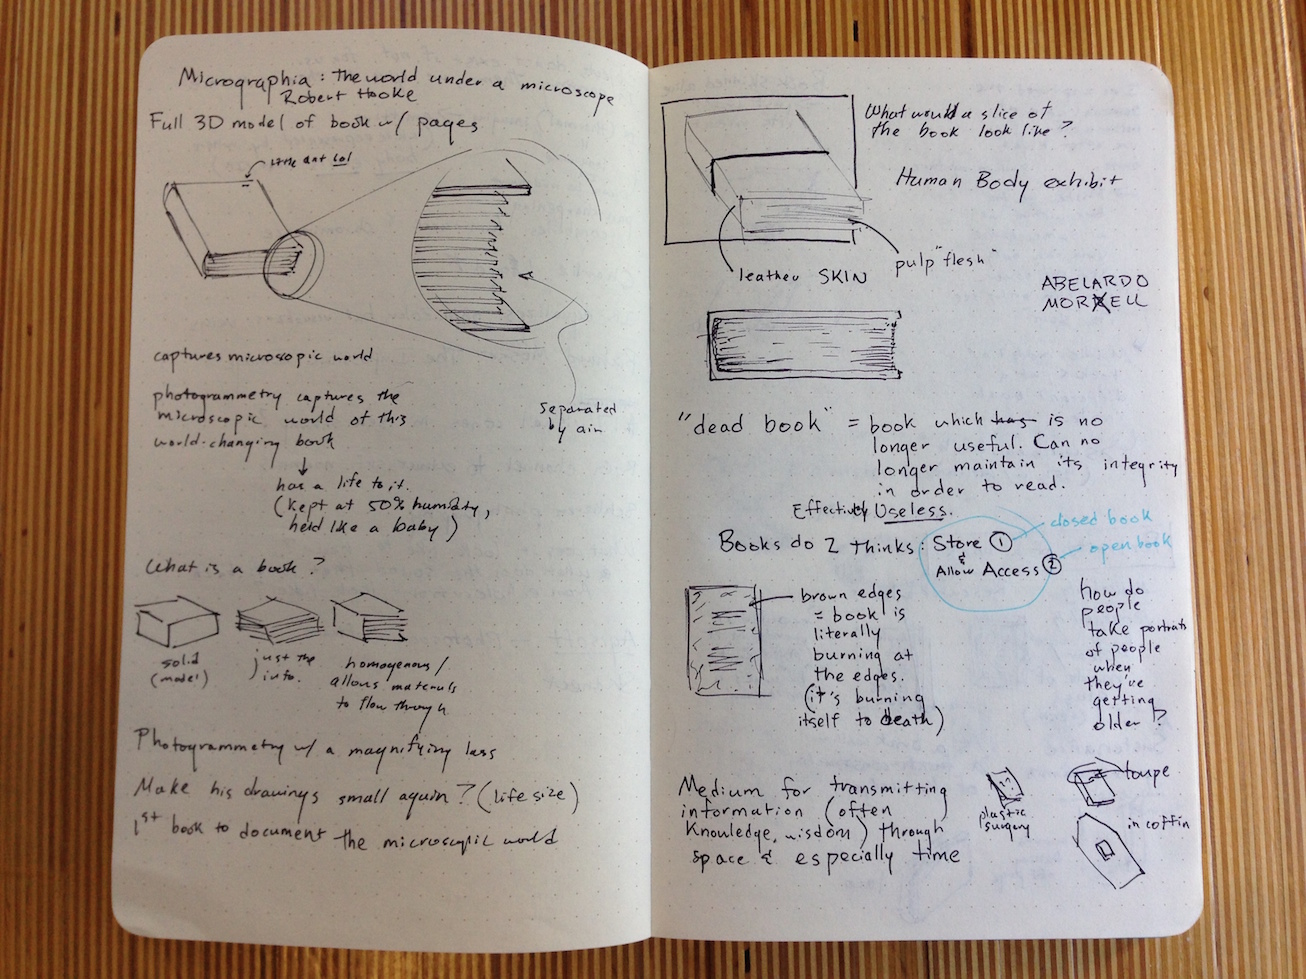 Micrographia: the world under a microscope
Robert Hooke
Full 3D model of book w/ pages
little dot lol
separated
by air
captures microscopic world
photogrammetry captures the
microscopic world of this
world-changing book
has a life to it.
(kept at 50% humidity,
held like a baby)
What is a book?
solid
(model)
just the
info.
homogenous/
allows materials
to flow through
Photogrammetry w/ a magnifying lens
Make his drawings small again? (life size)
1st book to document the microscopic world
What would a slice of
the book look like?
Human Body exhibit
leather SKIN
pulp "flesh"
ABELARDO
MORELL
"dead book" = book which has is no
longer useful. Can no
longer maintain its integrity
in order to read.
Effectively Useless.
Books do 2 thinks: Store ①
& 
Allow Access ②
closed book
open book
brown edges
= book is
literally
burning at
the edges.
(it's burning
itself to death)
how do
people
take portraits
of people
when
they've
getting
older?
Medium for transmitting
information (often
knowledge, wisdom) through
space & especially time
plastic
surgery
toupe
in coffin